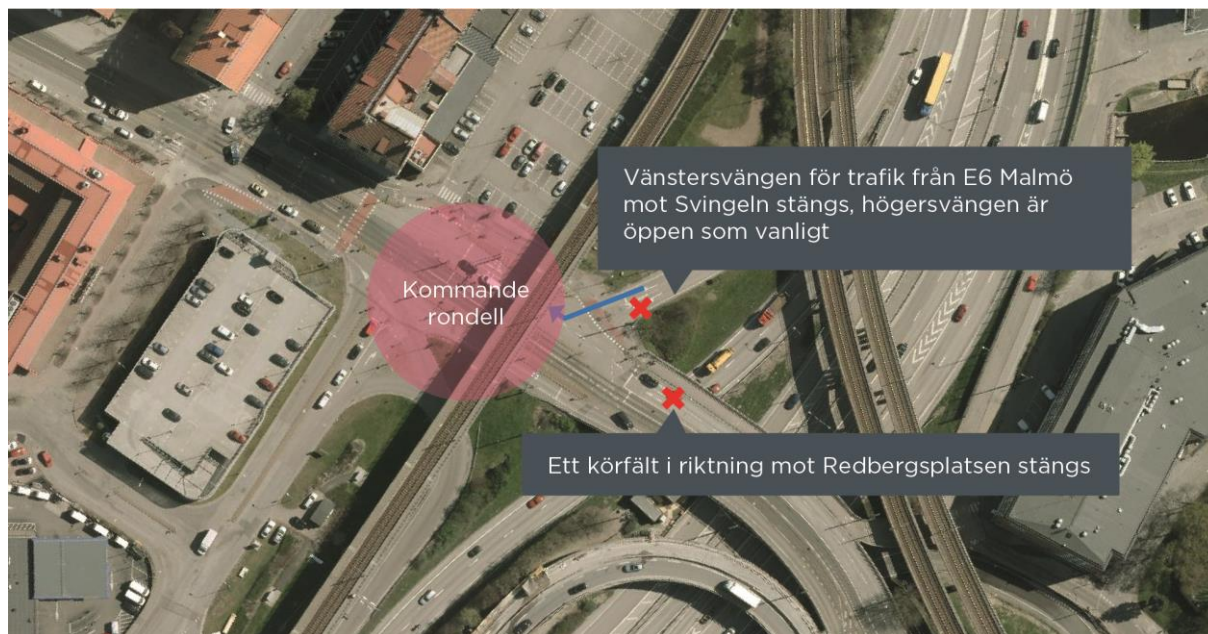 Vänstersvängen för trafik från E6 Malmö
mot Svingeln stängs, högersvängen är
öppen som vanligt
Kommande
rondell
Ett körfält i riktning mot Redbergsplatsen stängs